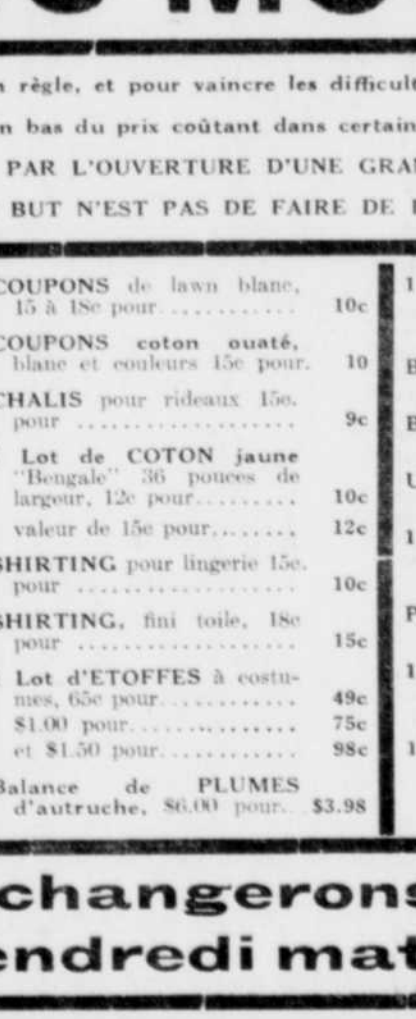 règle, et pour vaincre les difficul
n bas du prix coûtant dans certain
PAR L'OUVERTURE D'UNE GRA
BUT N'EST PAS DE FAIRE DE
COUPONS de lawn blanc,
15 à 18c pour............ 10c
COUPONS coton ouaté,
blanc et couleurs 15c pour. 10
CHALIS pour rideaux 15c.
pour .................... 9c
Lot de COTON jaune
"Bengale" 36 pouces de
largeur, 12c pour......... 10c
valeur de 15c pour........ 12c
SHIRTING pour lingerie 15c.
pour .................... 10c
SHIRTING, fini toile, 18c
pour .................... 15c
Lot d'ETOFFES à costu-
mes, 65c pour............ 49c
$1.00 pour............... 75c
et $1.50 pour............ 98c
Balance de PLUMES
d'autruche, $6.00 pour.. $3.98
changerons
endredi mat